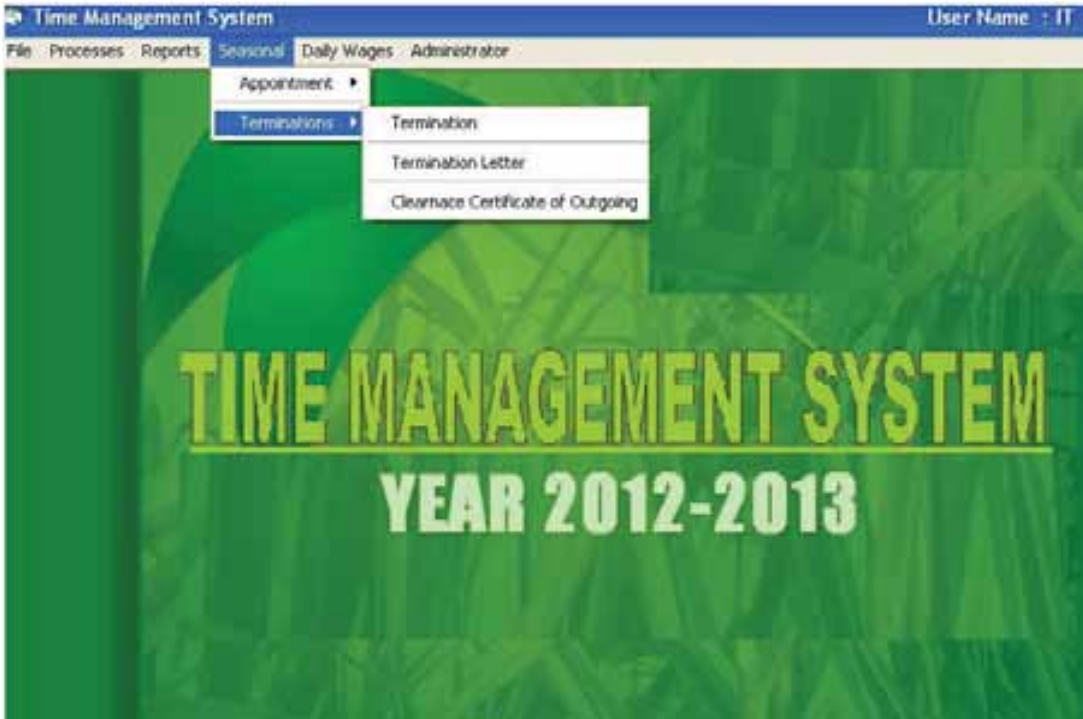 Time Management System User Name : IT
File Processes Reports Seasonal Daily Wages Administrator
Appointment
Terminations Termination
Termination Letter
Clearnace Certificate of Outgoing
TIME MANAGEMENT SYSTEM
YEAR 2012-2013